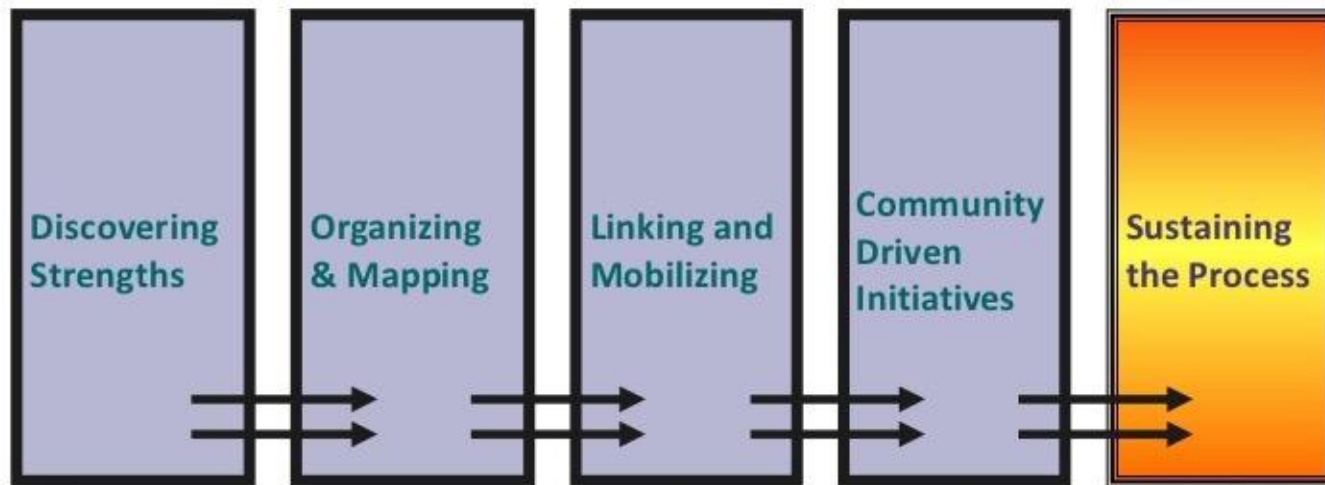 Discovering
Strengths
Organizing
& Mapping
Linking and
Mobilizing
Community
Driven
Initiatives
Sustaining
the Process